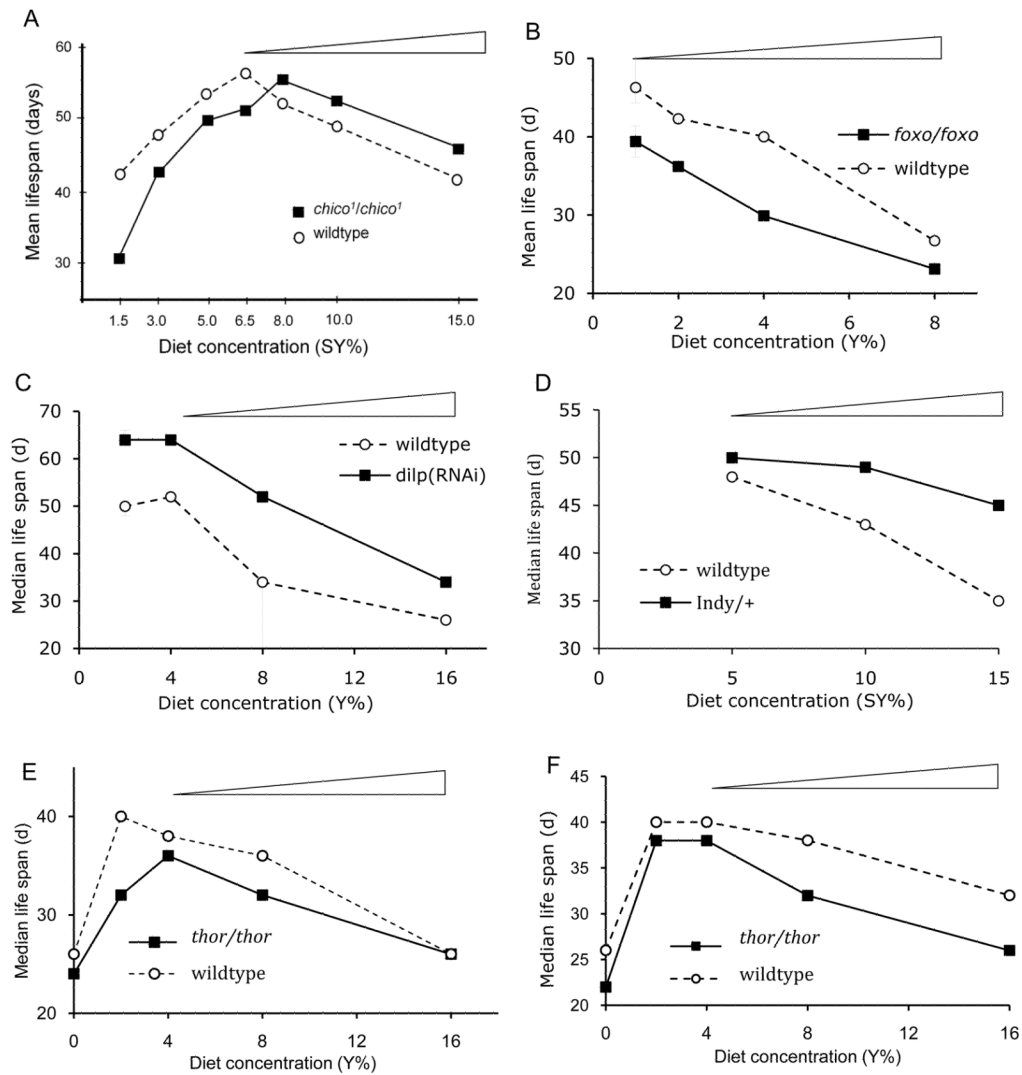 A
Mean lifespan (days)
60
50
40
30
chico¹/chico¹
wildtype
1.5 3.0 5.0 6.5 8.0 10.0 15.0
Diet concentration (SY%)
B
Mean life span (d)
50
40
30
20
foxo/foxo
wildtype
0 2 4 6 8
Diet concentration (Y%)
C
Median life span (d)
70
60
50
40
30
20
wildtype
dilp(RNAi)
0 4 8 12 16
Diet concentration (Y%)
D
Median life span (d)
55
50
45
40
35
30
wildtype
Indy/+
0 5 10 15
Diet concentration (SY%)
E
Median life span (d)
40
30
20
thor/thor
wildtype
0 4 8 12 16
Diet concentration (Y%)
F
Median life span (d)
45
40
35
30
25
20
thor/thor
wildtype
0 4 8 12 16
Diet concentration (Y%)